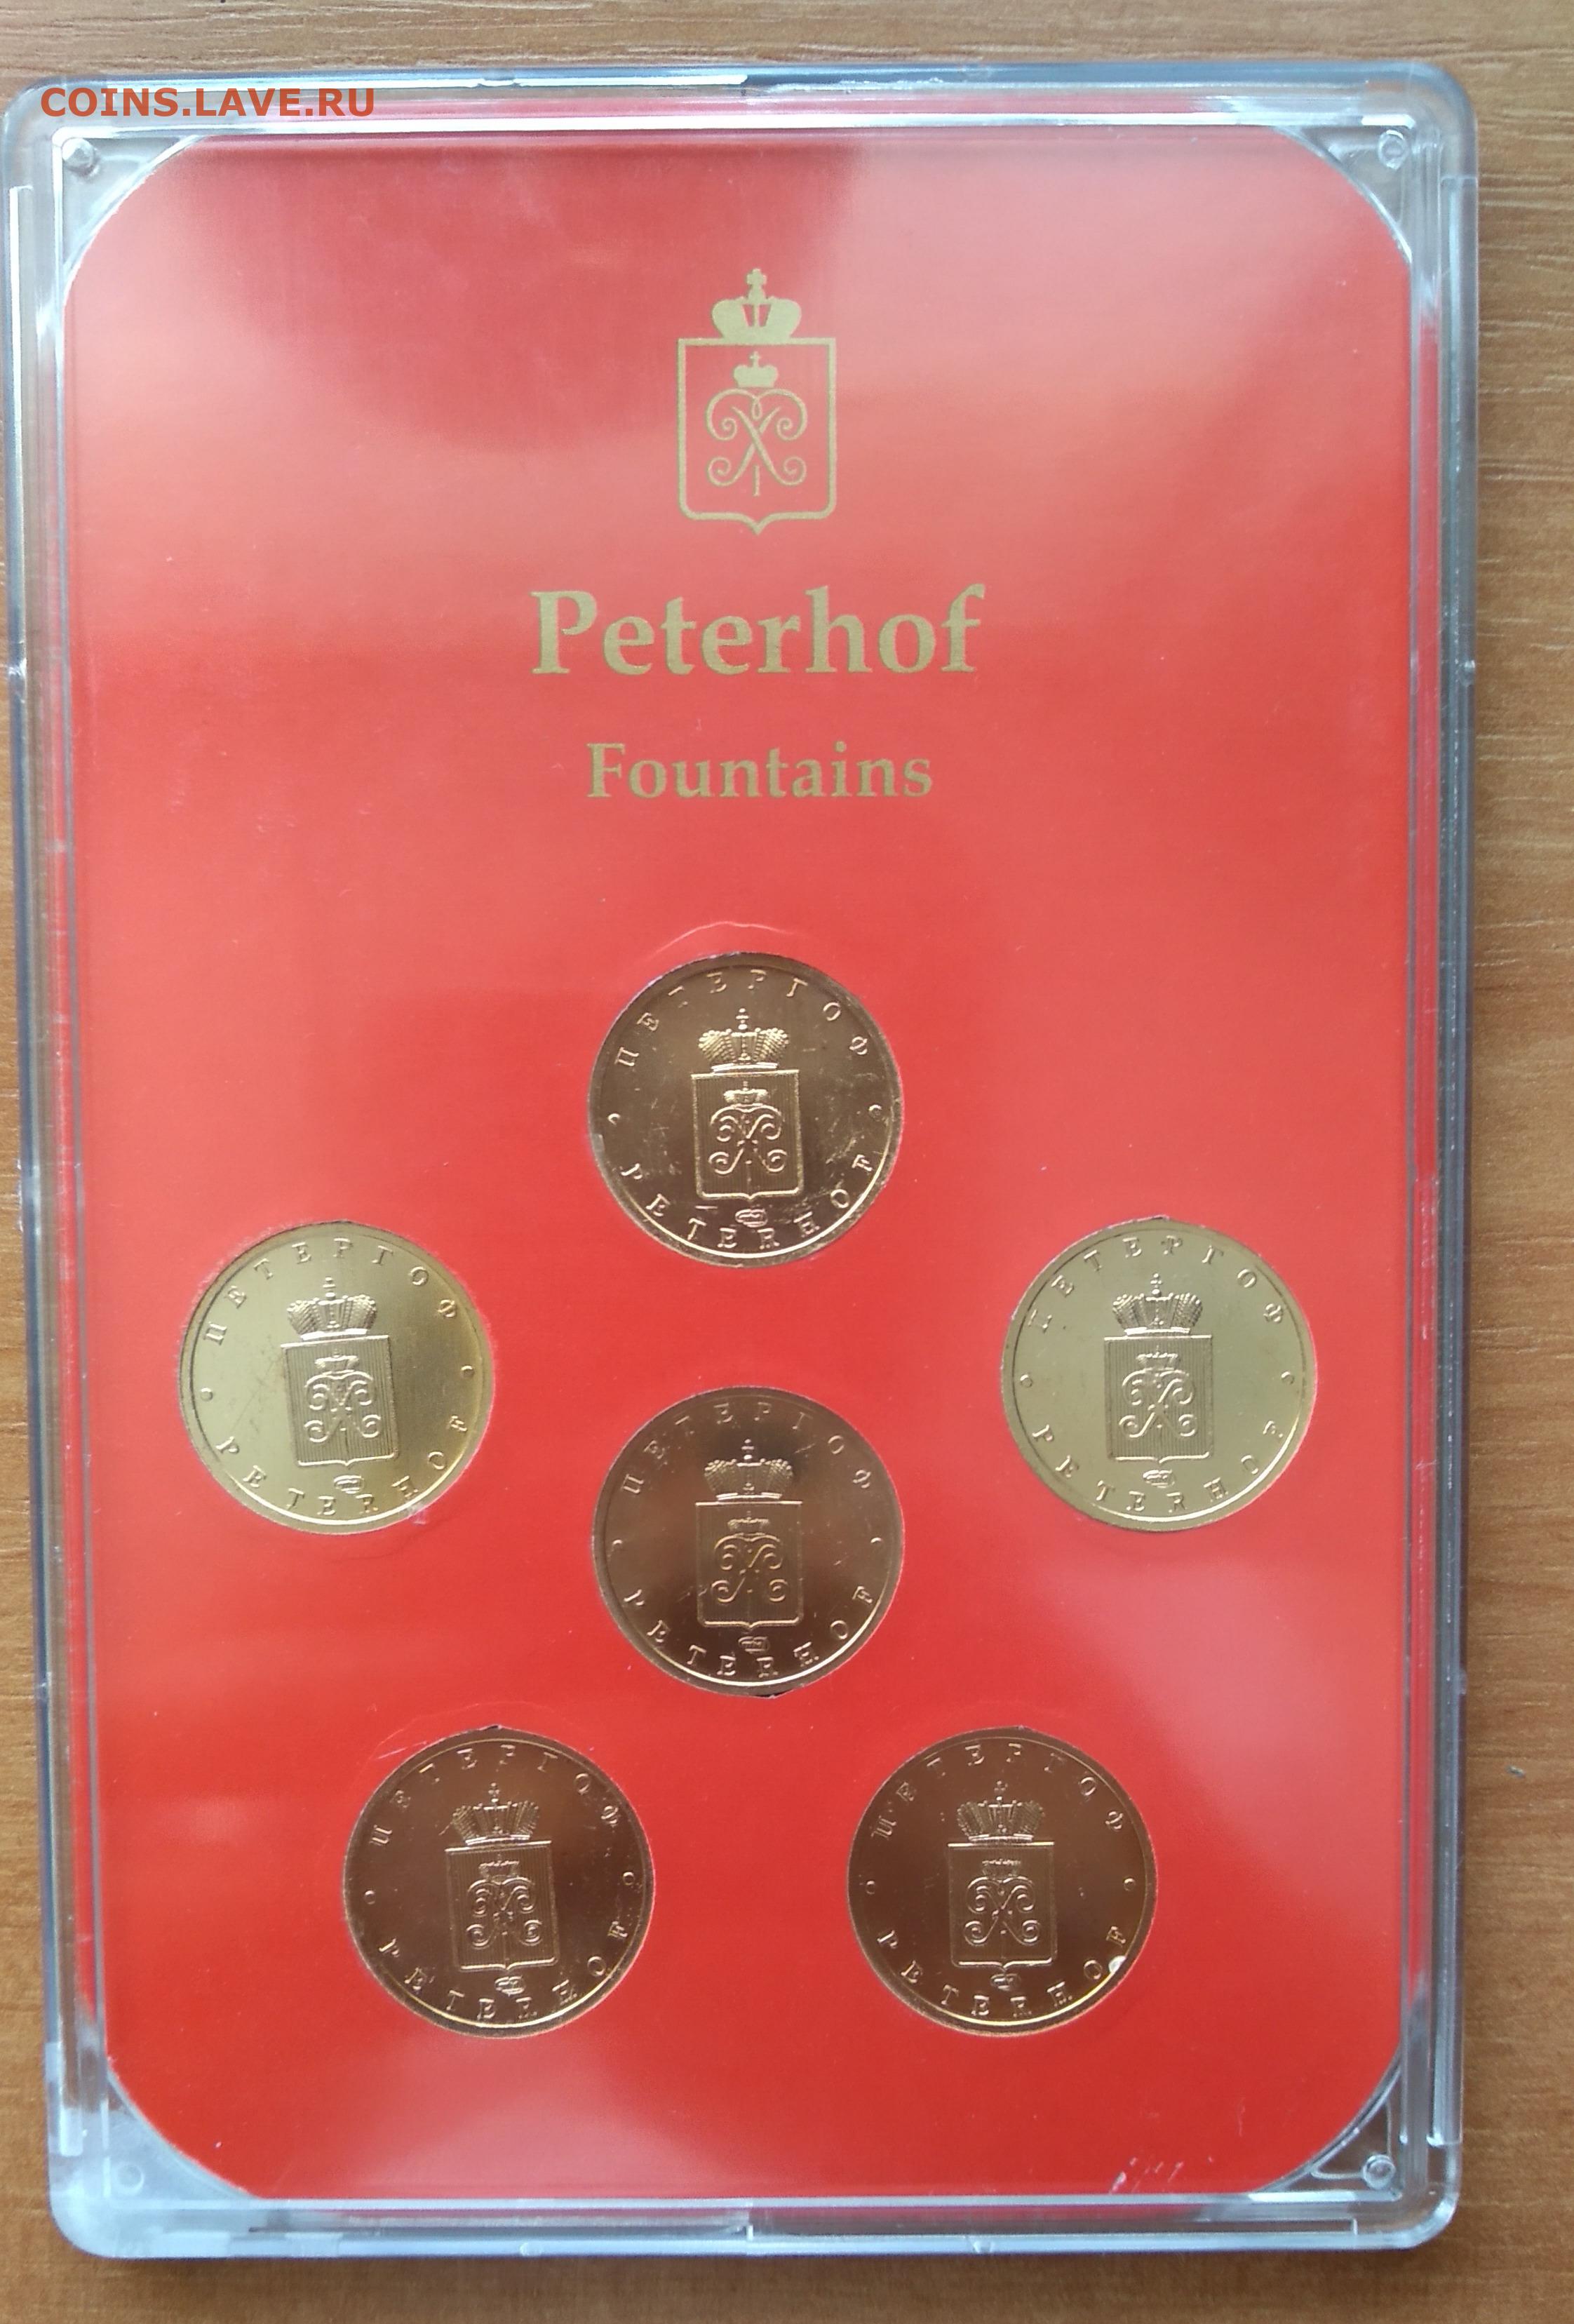 COINS.LAVE.RU
I
Peterhof
Fountains
ПЕТЕРГОФ
PETERHOF
ПЕТЕРГОФ
PETERHOF
ПЕТЕРГОФ
PETERHOF
ПЕТЕРГОФ
PETERHOF
ПЕТЕРГОФ
PETERHOF
ПЕТЕРГОФ
PETERHOF